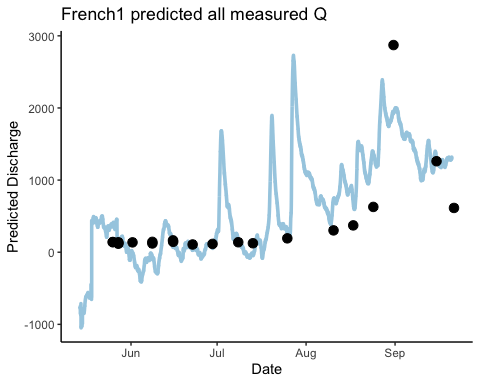 French1 predicted all measured Q
3000
2000
1000
0
-1000
Predicted Discharge
Jun Jul Aug Sep
Date